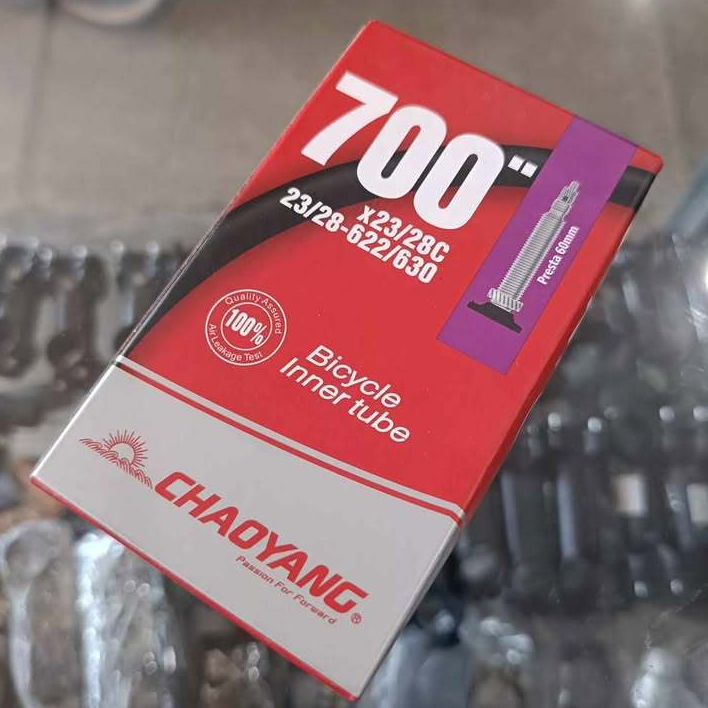 700"
x23/28C
23/28-622/630
Presta 60mm
Quality Assured
100%
Air Leakage Test
Bicycle
Inner tube
CHAOYANG®
Passion For Forward